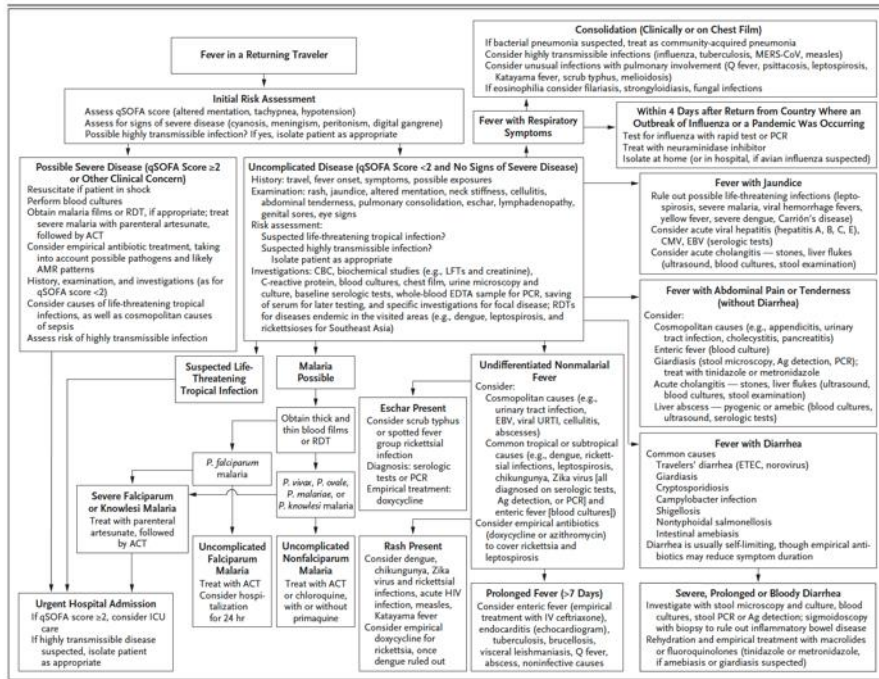 Fever in a Returning Traveler
Initial Risk Assessment
Assess qSOFA score (altered mentation, tachypnea, hypotension)
Assess for signs of severe disease (cyanosis, meningism, peritonism, digital gangrene)
Possible highly transmissible infection? If yes, isolate patient as appropriate
Possible Severe Disease (qSOFA Score ≥2
or Other Clinical Concern)
Resuscitate if patient in shock
Perform blood cultures
Obtain malaria films or RDT, if appropriate; treat
severe malaria with parenteral artesunate,
followed by ACT
Consider empirical antibiotic treatment, taking
into account possible pathogens and likely
AMR patterns
History, examination, and investigations (as for
qSOFA score <2)
Consider causes of life-threatening tropical
infections, as well as cosmopolitan causes
of sepsis
Assess risk of highly transmissible infection
Uncomplicated Disease (qSOFA Score <2 and No Signs of Severe Disease)
History: travel, fever onset, symptoms, possible exposures
Examination: rash, jaundice, altered mentation, neck stiffness, cellulitis,
abdominal tenderness, pulmonary consolidation, eschar, lymphadenopathy,
genital sores, eye signs
Risk assessment:
Suspected life-threatening tropical infection?
Suspected highly transmissible infection?
Isolate patient as appropriate
Investigations: CBC, biochemical studies (e.g., LFTs and creatinine),
C-reactive protein, blood cultures, chest film, urine microscopy and
culture, baseline serologic tests, whole-blood EDTA sample for PCR, saving
of serum for later testing, and specific investigations for focal disease; RDTs
for diseases endemic in the visited areas (e.g., dengue, leptospirosis, and
rickettsioses for Southeast Asia)
Fever with Respiratory
Symptoms
Consolidation (Clinically or on Chest Film)
If bacterial pneumonia suspected, treat as community-acquired pneumonia
Consider highly transmissible infections (influenza, tuberculosis, MERS-CoV, measles)
Consider unusual infections with pulmonary involvement (Q fever, psittacosis, leptospirosis,
Katayama fever, scrub typhus, melioidosis)
If eosinophilia consider filariasis, strongyloidiasis, fungal infections
Within 4 Days after Return from Country Where an
Outbreak of Influenza or a Pandemic Was Occurring
Test for influenza with rapid test or PCR
Treat with neuraminidase inhibitor
Isolate at home (or in hospital, if avian influenza suspected)
Fever with Jaundice
Rule out possible life-threatening infections (lepto-
spirosis, severe malaria, viral hemorrhage fevers,
yellow fever, severe dengue, Carrión's disease)
Consider acute viral hepatitis (hepatitis A, B, C, E),
CMV, EBV (serologic tests)
Consider acute cholangitis — stones, liver flukes
(ultrasound, blood cultures, stool examination)
Fever with Abdominal Pain or Tenderness
(without Diarrhea)
Consider:
Cosmopolitan causes (e.g., appendicitis, urinary
tract infection, cholecystitis, pancreatitis)
Enteric fever (blood culture)
Giardiasis (stool microscopy, Ag detection, PCR);
treat with tinidazole or metronidazole
Acute cholangitis — stones, liver flukes (ultrasound,
blood cultures, stool examination)
Liver abscess — pyogenic or amebic (blood cultures,
ultrasound, serologic tests)
Fever with Diarrhea
Common causes
Travelers' diarrhea (ETEC, norovirus)
Giardiasis
Cryptosporidiosis
Campylobacter infection
Shigellosis
Nontyphoidal salmonellosis
Intestinal amebiasis
Diarrhea is usually self-limiting, though empirical anti-
biotics may reduce symptom duration
Severe, Prolonged or Bloody Diarrhea
Investigate with stool microscopy and culture, blood
cultures, stool PCR or Ag detection; sigmoidoscopy
with biopsy to rule out inflammatory bowel disease
Rehydration and empirical treatment with macrolides
or fluoroquinolones (tinidazole or metronidazole,
if amebiasis or giardiasis suspected)
Suspected Life-
Threatening
Tropical Infection
Malaria
Possible
Obtain thick and
thin blood films
or RDT
P. falciparum
malaria
P. vivax, P. ovale,
P. malariae, or
P. knowlesi malaria
Severe Falciparum
or Knowlesi Malaria
Treat with parenteral
artesunate, followed
by ACT
Uncomplicated
Falciparum
Malaria
Treat with ACT
Consider hospi-
talization
for 24 hr
Uncomplicated
Nonfalciparum
Malaria
Treat with ACT
or chloroquine,
with or without
primaquine
Urgent Hospital Admission
If qSOFA score ≥2, consider ICU
care
If highly transmissible disease
suspected, isolate patient
as appropriate
Eschar Present
Consider scrub typhus
or spotted fever
group rickettsial
infection
Diagnosis: serologic
tests or PCR
Empirical treatment:
doxycycline
Rash Present
Consider dengue,
chikungunya, Zika
virus and rickettsial
infections, acute HIV
infection, measles,
Katayama fever
Consider empirical
doxycycline for
rickettsia, once
dengue ruled out
Undifferentiated Nonmalarial
Fever
Consider:
Cosmopolitan causes (e.g.,
urinary tract infection,
EBV, viral URTI, cellulitis,
abscesses)
Common tropical or subtropical
causes (e.g., dengue, rickett-
sial infections, leptospirosis,
chikungunya, Zika virus [all
diagnosed on serologic tests,
Ag detection, or PCR] and
enteric fever [blood cultures])
Consider empirical antibiotics
(doxycycline or azithromycin)
to cover rickettsia and
leptospirosis
Prolonged Fever (>7 Days)
Consider enteric fever (empirical
treatment with IV ceftriaxone),
endocarditis (echocardiogram),
tuberculosis, brucellosis,
visceral leishmaniasis, Q fever,
abscess, noninfective causes